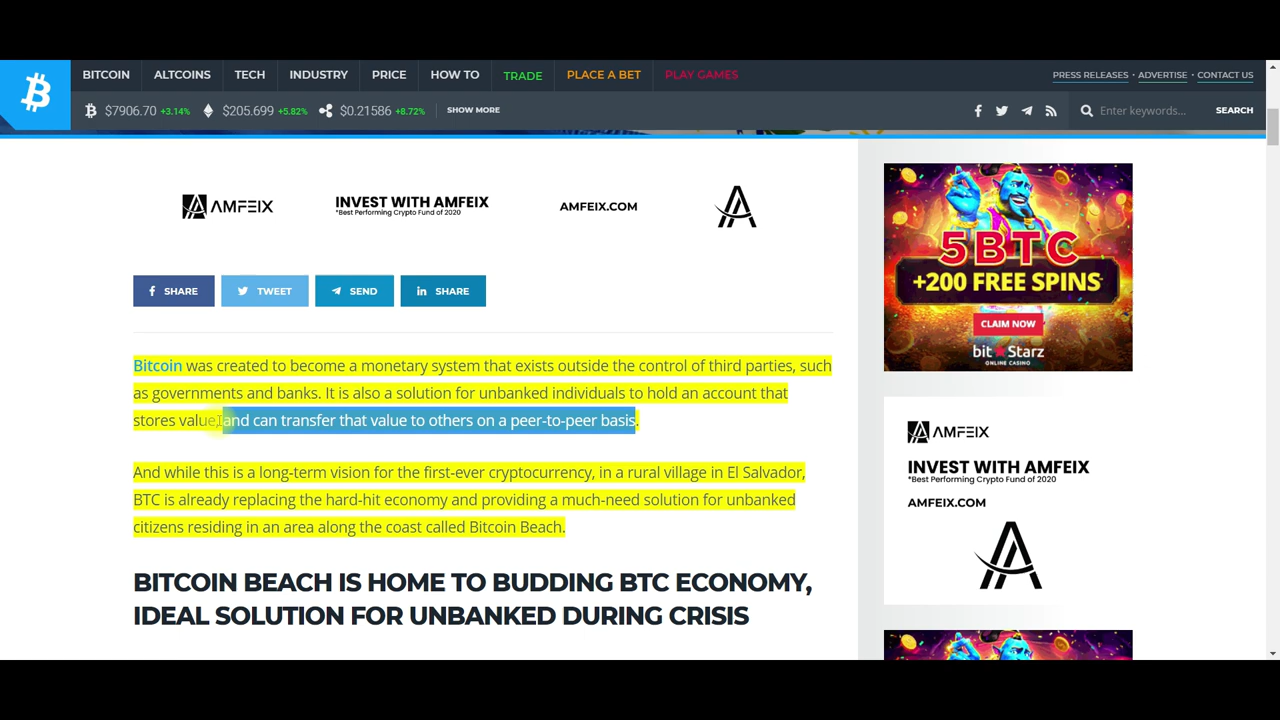 BITCOIN ALTCOINS TECH INDUSTRY PRICE HOW TO TRADE PLACE A BET PLAY GAMES PRESS RELEASES • ADVERTISE • CONTACT US
$7906.70 +3.14% $205.699 +5.82% $0.21586 +8.72% SHOW MORE Enter keywords... SEARCH
AMFEIX INVEST WITH AMFEIX AMFEIX.COM
*Best Performing Crypto Fund of 2020
SHARE TWEET SEND SHARE
Bitcoin was created to become a monetary system that exists outside the control of third parties, such
as governments and banks. It is also a solution for unbanked individuals to hold an account that
stores value, and can transfer that value to others on a peer-to-peer basis.
And while this is a long-term vision for the first-ever cryptocurrency, in a rural village in El Salvador,
BTC is already replacing the hard-hit economy and providing a much-need solution for unbanked
citizens residing in an area along the coast called Bitcoin Beach.
BITCOIN BEACH IS HOME TO BUDDING BTC ECONOMY,
IDEAL SOLUTION FOR UNBANKED DURING CRISIS
5BTC
+200 FREE SPINS
CLAIM NOW
bitStarz
ONLINE CASINO
AMFEIX
INVEST WITH AMFEIX
*Best Performing Crypto Fund of 2020
AMFEIX.COM